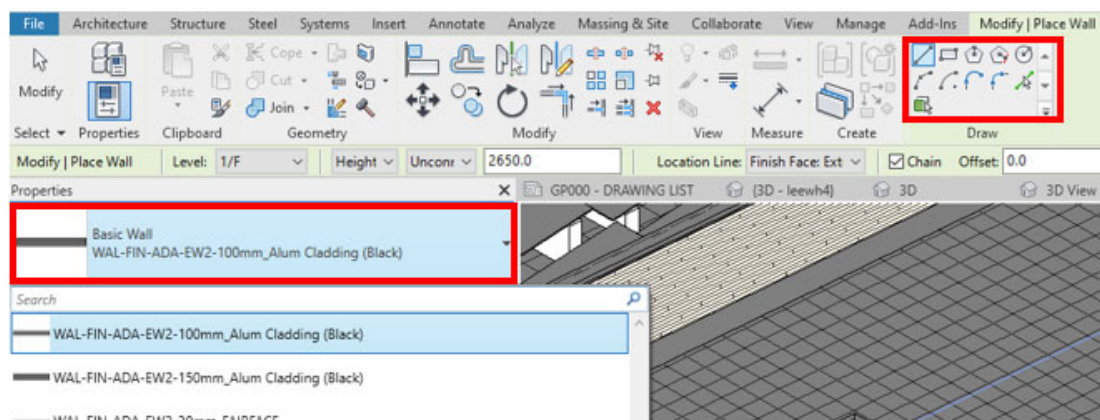 File Architecture Structure Steel Systems Insert Annotate Analyze Massing & Site Collaborate View Manage Add-Ins Modify | Place Wall
Modify
Paste
Cope
Cut
Join
Select Properties Clipboard Geometry Modify View Measure Create Draw
Modify | Place Wall Level: 1/F Height Unconr 2650.0 Location Line: Finish Face: Ext Chain Offset: 0.0
Properties GP000 - DRAWING LIST {3D - leewh4} 3D 3D View
Basic Wall
WAL-FIN-ADA-EW2-100mm_Alum Cladding (Black)
Search
WAL-FIN-ADA-EW2-100mm_Alum Cladding (Black)
WAL-FIN-ADA-EW2-150mm_Alum Cladding (Black)